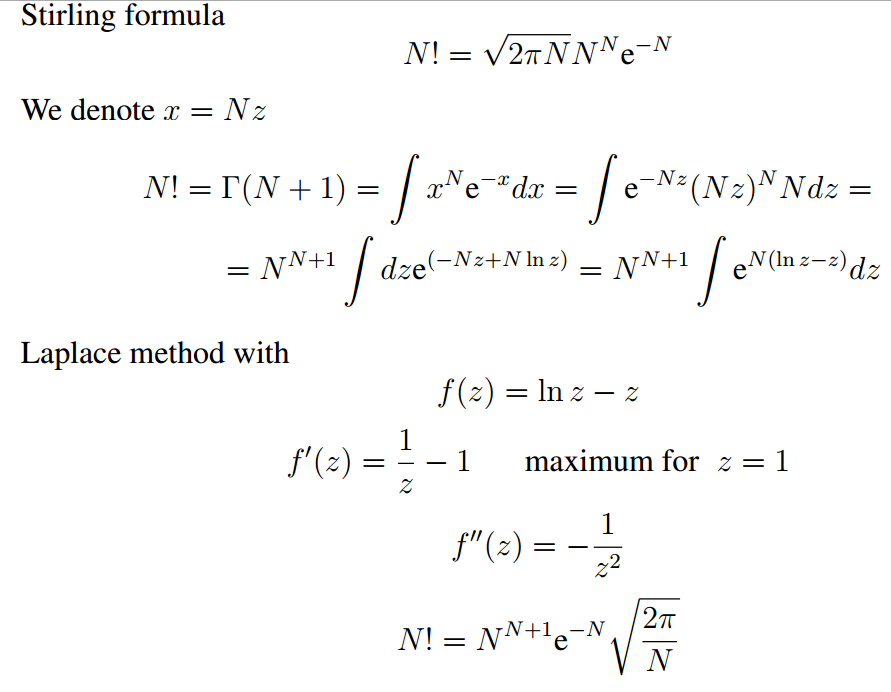 Stirling formula
N! = √(2πN) N^N e^{−N}
We denote x = Nz
N! = Γ(N + 1) = ∫ x^N e^{−x} dx = ∫ e^{−Nz} (Nz)^N N dz =
= N^{N+1} ∫ dz e^{(−Nz+N ln z)} = N^{N+1} ∫ e^{N(ln z−z)} dz
Laplace method with
f(z) = ln z − z
f′(z) = 1/z − 1 maximum for z = 1
f″(z) = −1/z²
N! = N^{N+1} e^{−N} √(2π/N)